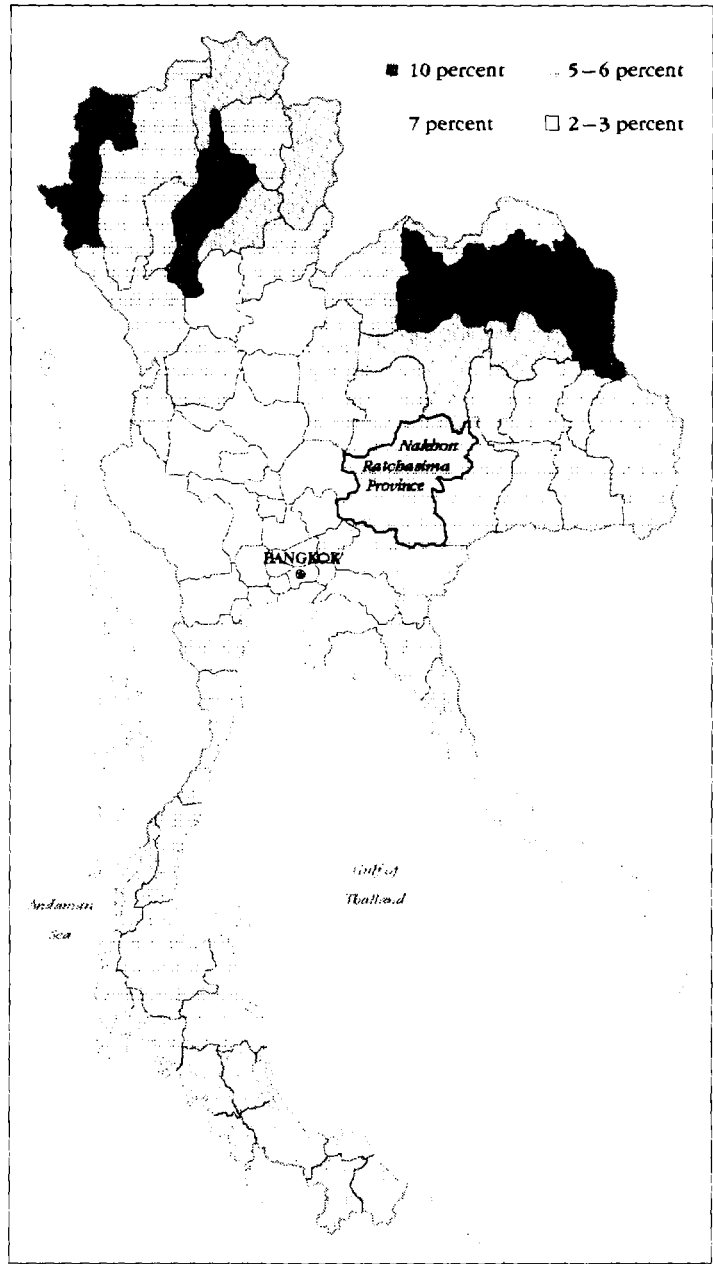 10 percent
5–6 percent
7 percent
2–3 percent
Nakhon
Ratchasima
Province
BANGKOK
Gulf of
Thailand
Andaman
Sea